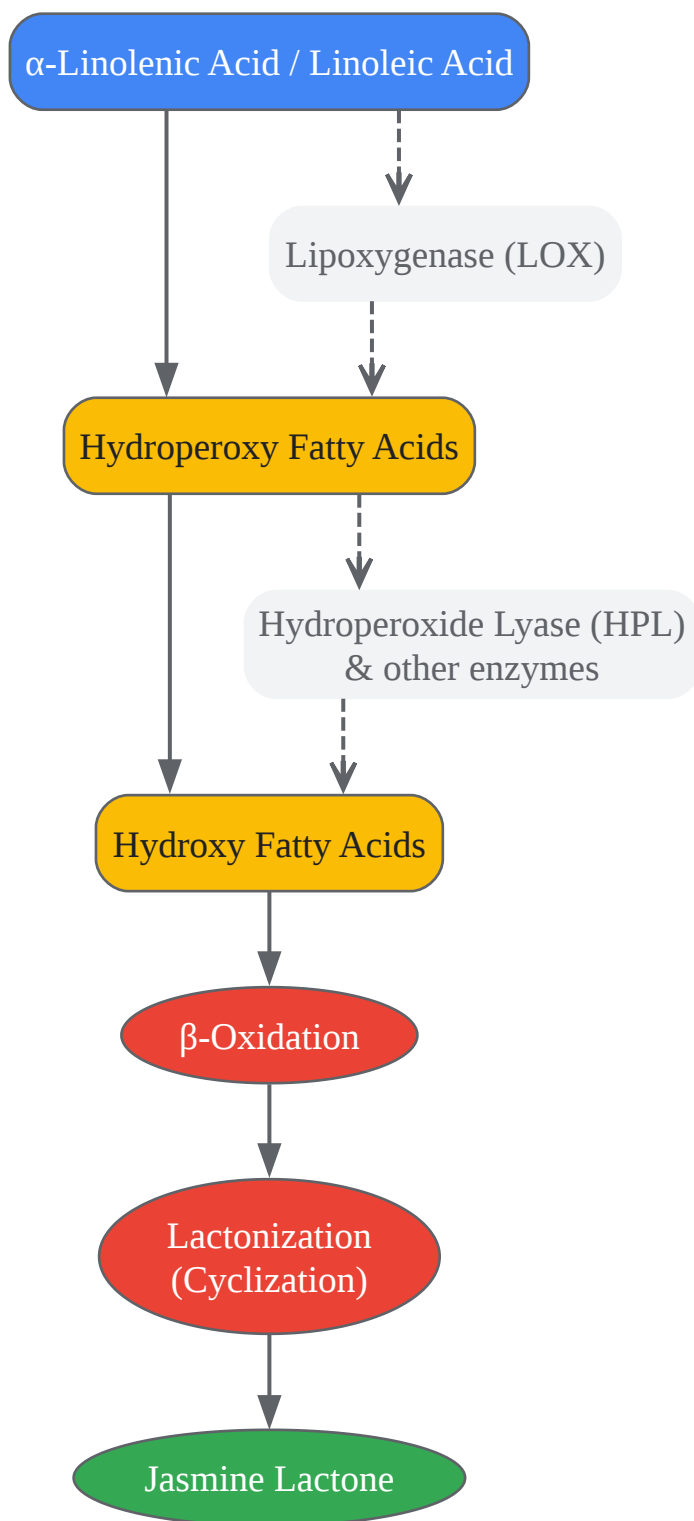 α-Linolenic Acid / Linoleic Acid
Lipoxygenase (LOX)
Hydroperoxy Fatty Acids
Hydroperoxide Lyase (HPL)
& other enzymes
Hydroxy Fatty Acids
β-Oxidation
Lactonization
(Cyclization)
Jasmine Lactone